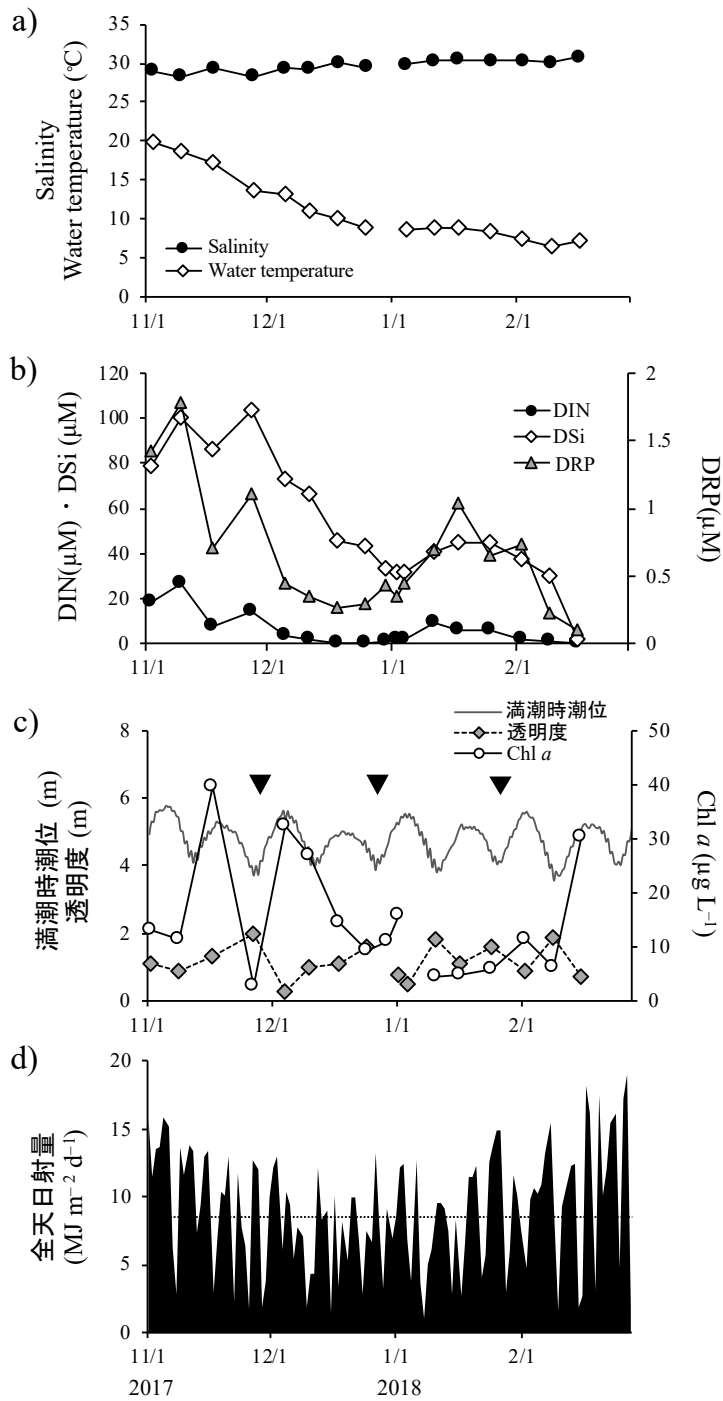 a)
Salinity
Water temperature (℃)
35
30
25
20
15
10
5
0
Salinity
Water temperature
11/1
12/1
1/1
2/1
b)
DIN(μM)・DSi (μM)
120
100
80
60
40
20
0
DIN
DSi
DRP
2
1.5
1
0.5
0
DRP(μM)
11/1
12/1
1/1
2/1
c)
満潮時潮位 (m)
透明度 (m)
8
6
4
2
0
満潮時潮位
透明度
Chl a
50
40
30
20
10
0
Chl a (μg L⁻¹)
11/1
12/1
1/1
2/1
d)
全天日射量
(MJ m⁻² d⁻¹)
20
15
10
5
0
11/1
12/1
1/1
2/1
2017
2018